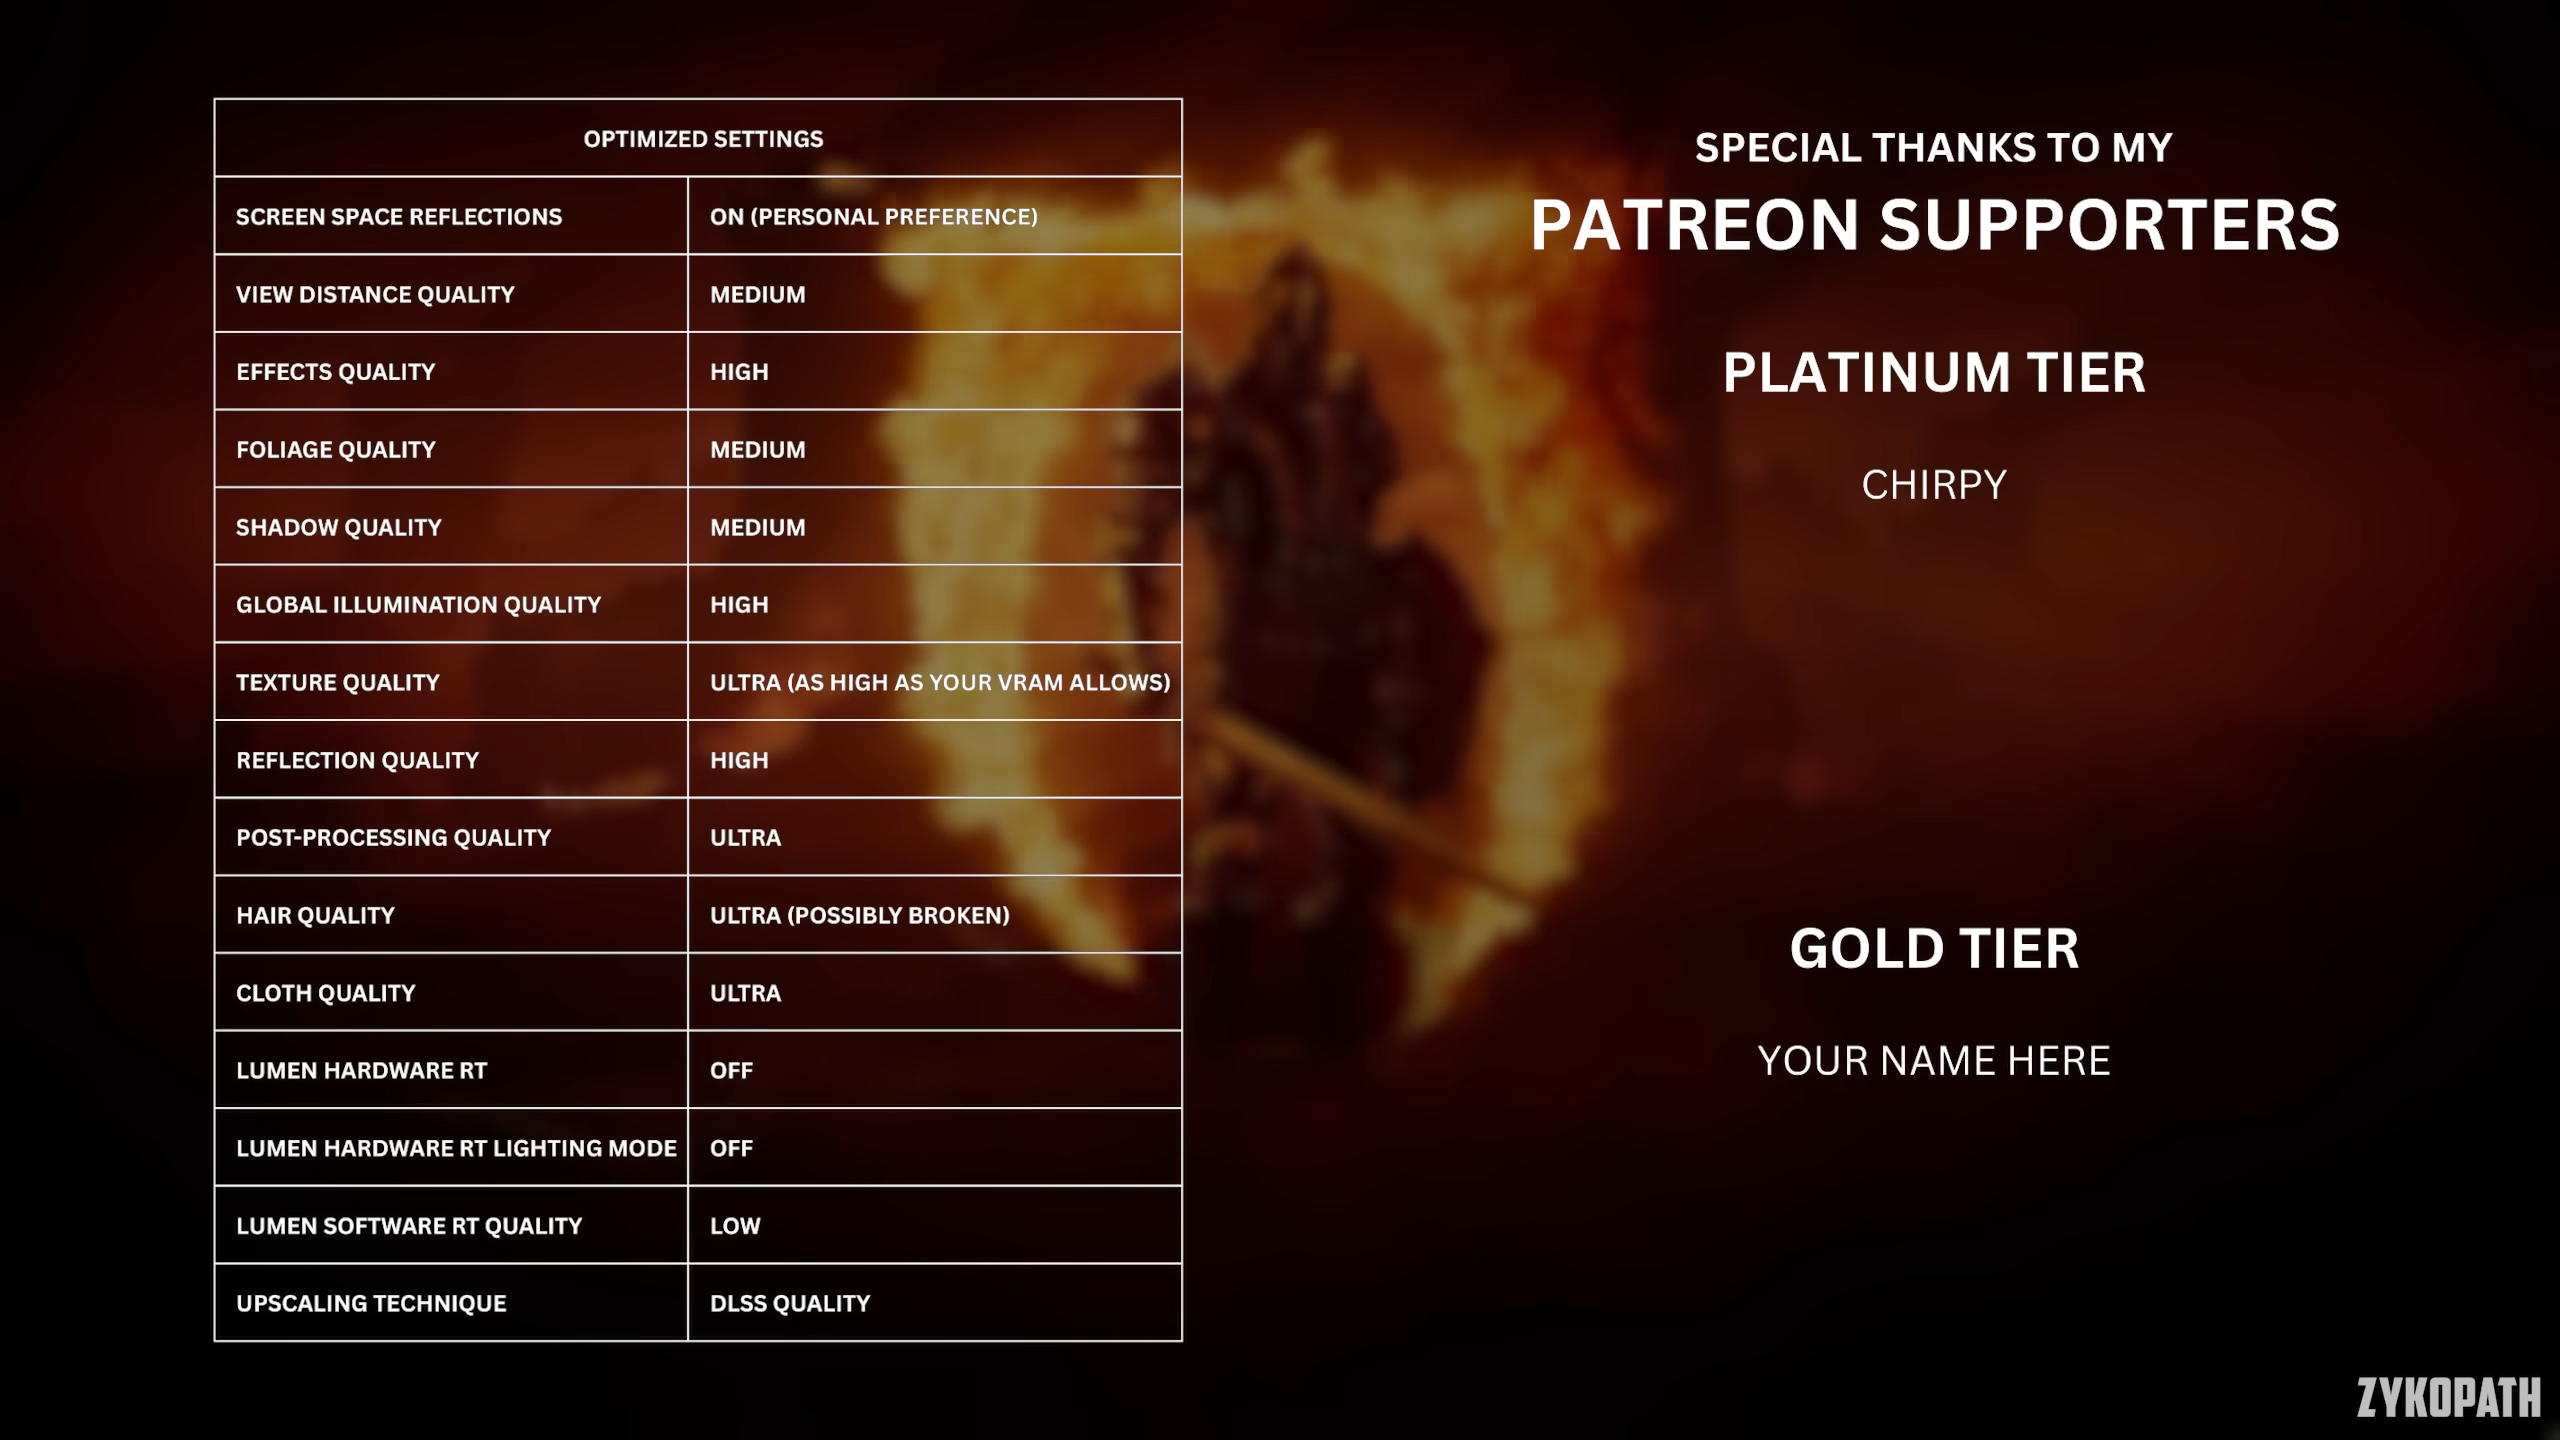 OPTIMIZED SETTINGS
SCREEN SPACE REFLECTIONS ON (PERSONAL PREFERENCE)
VIEW DISTANCE QUALITY MEDIUM
EFFECTS QUALITY HIGH
FOLIAGE QUALITY MEDIUM
SHADOW QUALITY MEDIUM
GLOBAL ILLUMINATION QUALITY HIGH
TEXTURE QUALITY ULTRA (AS HIGH AS YOUR VRAM ALLOWS)
REFLECTION QUALITY HIGH
POST-PROCESSING QUALITY ULTRA
HAIR QUALITY ULTRA (POSSIBLY BROKEN)
CLOTH QUALITY ULTRA
LUMEN HARDWARE RT OFF
LUMEN HARDWARE RT LIGHTING MODE OFF
LUMEN SOFTWARE RT QUALITY LOW
UPSCALING TECHNIQUE DLSS QUALITY
SPECIAL THANKS TO MY
PATREON SUPPORTERS
PLATINUM TIER
CHIRPY
GOLD TIER
YOUR NAME HERE
ZYKOPATH